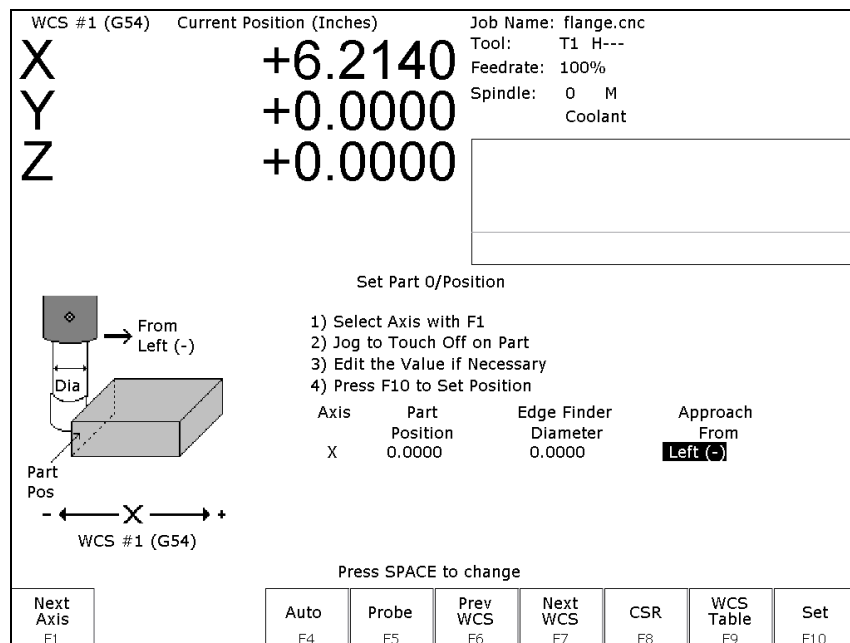 WCS #1 (G54) Current Position (Inches)
X +6.2140
Y +0.0000
Z +0.0000
Job Name: flange.cnc
Tool: T1 H---
Feedrate: 100%
Spindle: 0 M
Coolant
Set Part 0/Position
From
Left (-)
Dia
Part
Pos
- X +
WCS #1 (G54)
1) Select Axis with F1
2) Jog to Touch Off on Part
3) Edit the Value if Necessary
4) Press F10 to Set Position
Axis Part Edge Finder Approach
Position Diameter From
X 0.0000 0.0000 Left (-)
Press SPACE to change
Next Axis F1
Auto F4
Probe F5
Prev WCS F6
Next WCS F7
CSR F8
WCS Table F9
Set F10